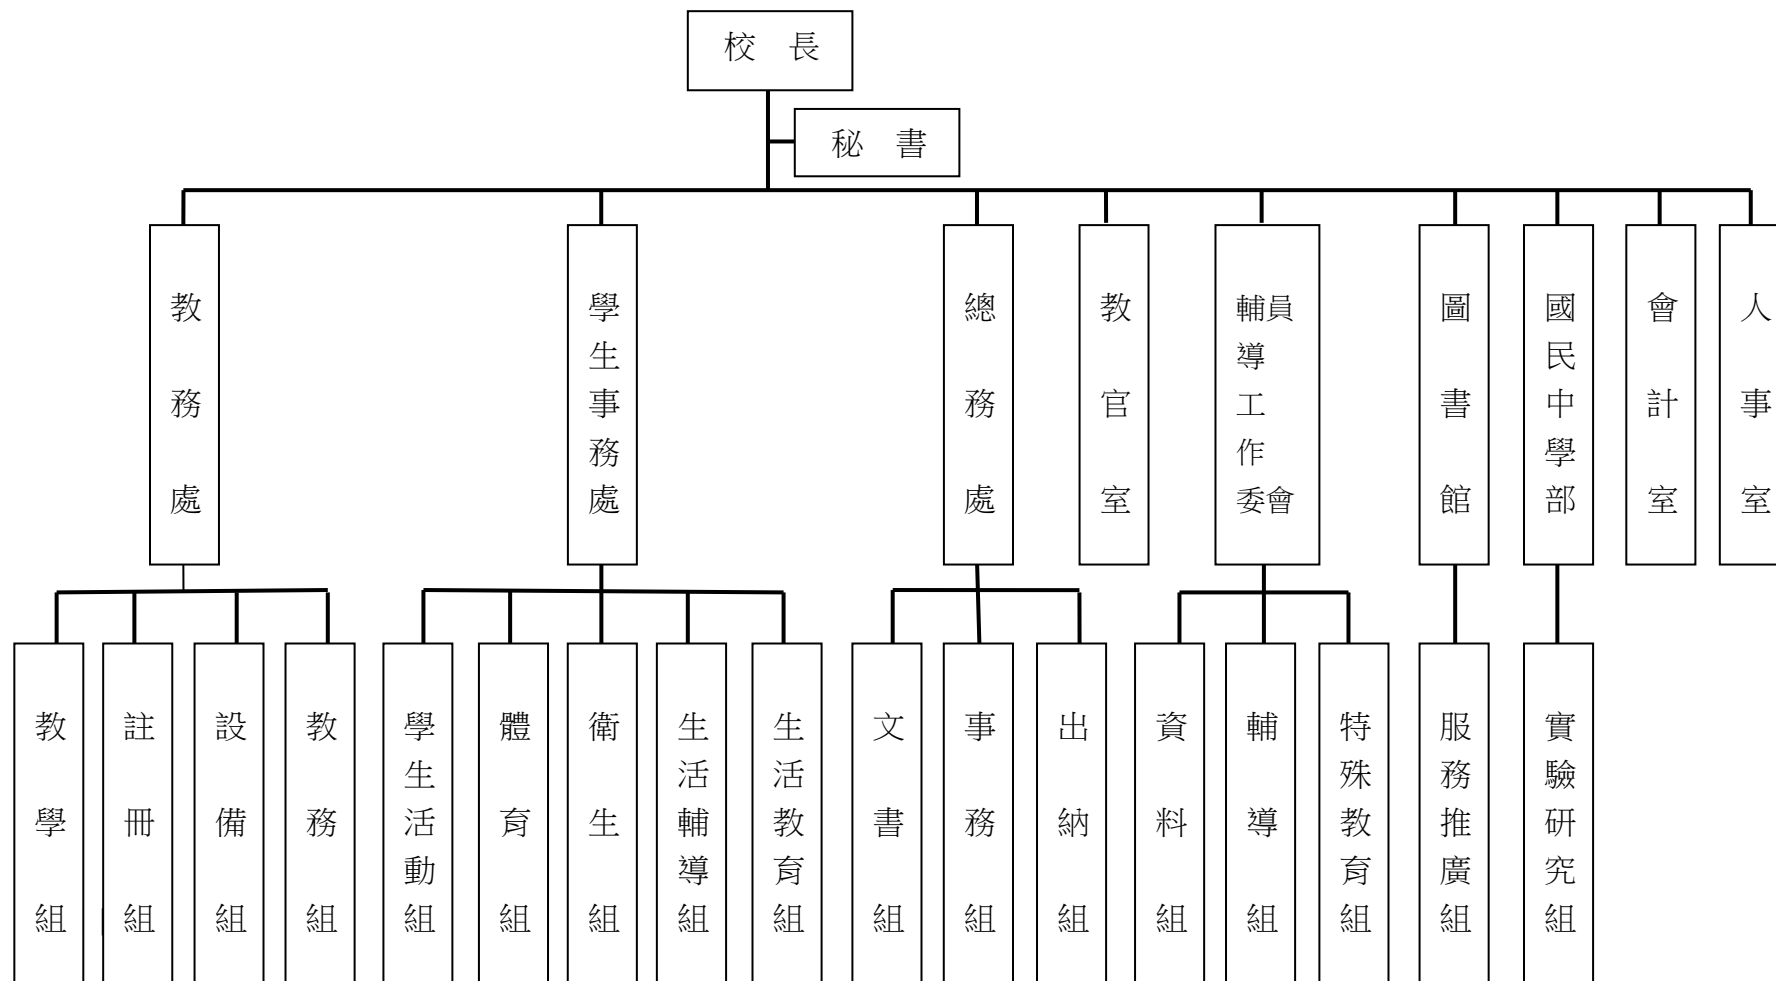 校　長
秘　書
教務處
學生事務處
總務處
教官室
輔導工作委員會
圖書館
國民中學部
會計室
人事室
教學組
註冊組
設備組
教務組
學生活動組
體育組
衛生組
生活輔導組
生活教育組
文書組
事務組
出納組
資料組
輔導組
特殊教育組
服務推廣組
實驗研究組